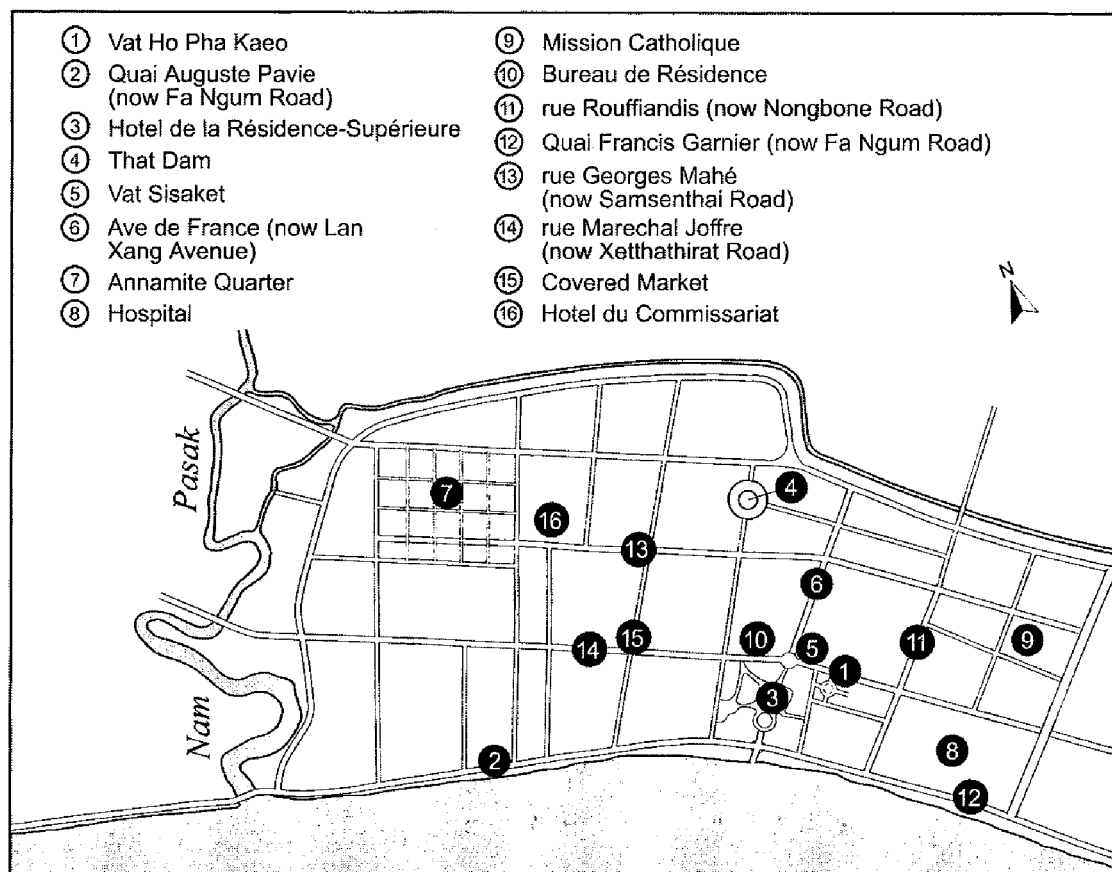 ① Vat Ho Pha Kaeo
② Quai Auguste Pavie
(now Fa Ngum Road)
③ Hotel de la Résidence-Supérieure
④ That Dam
⑤ Vat Sisaket
⑥ Ave de France (now Lan
Xang Avenue)
⑦ Annamite Quarter
⑧ Hospital
⑨ Mission Catholique
⑩ Bureau de Résidence
⑪ rue Rouffiandis (now Nongbone Road)
⑫ Quai Francis Garnier (now Fa Ngum Road)
⑬ rue Georges Mahé
(now Samsenthai Road)
⑭ rue Marechal Joffre
(now Xetthathirat Road)
⑮ Covered Market
⑯ Hotel du Commissariat
N
Pasak
Nam
7
16
4
13
6
14
15
10
5
11
9
1
3
8
2
12